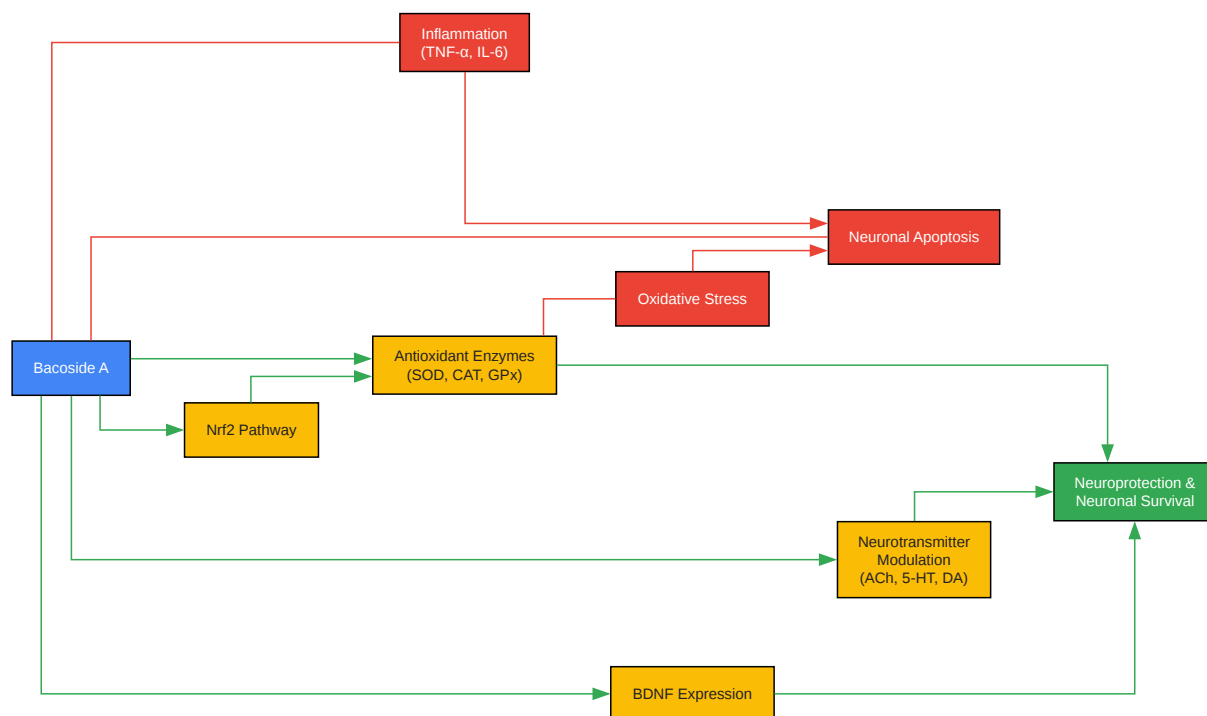 Inflammation
(TNF-α, IL-6)
Neuronal Apoptosis
Oxidative Stress
Antioxidant Enzymes
(SOD, CAT, GPx)
Bacoside A
Nrf2 Pathway
Neuroprotection &
Neuronal Survival
Neurotransmitter
Modulation
(ACh, 5-HT, DA)
BDNF Expression